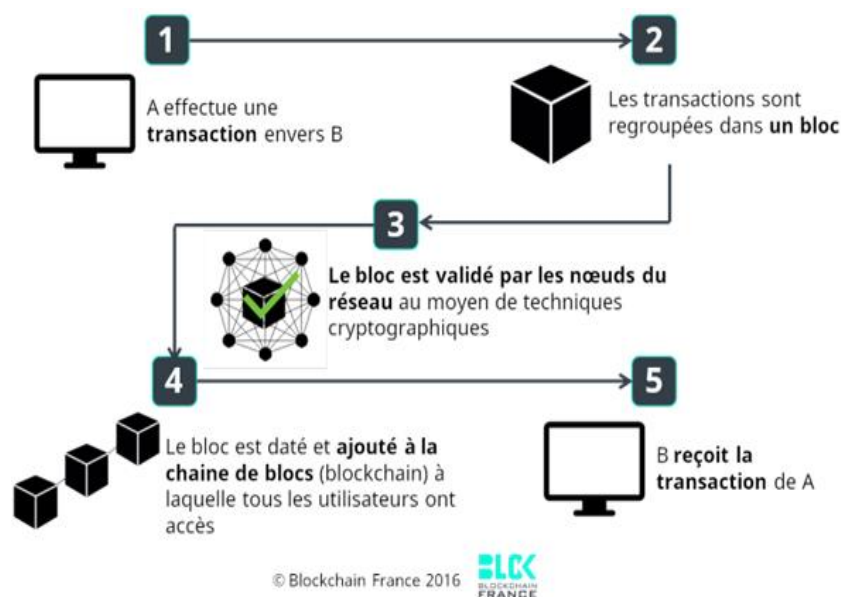 1
2
A effectue une
transaction envers B
Les transactions sont
regroupées dans un bloc
3
Le bloc est validé par les nœuds du
réseau au moyen de techniques
cryptographiques
4
5
Le bloc est daté et ajouté à la
chaine de blocs (blockchain) à
laquelle tous les utilisateurs ont
accès
B reçoit la
transaction de A
© Blockchain France 2016
BLCK
BLOCKCHAIN
FRANCE